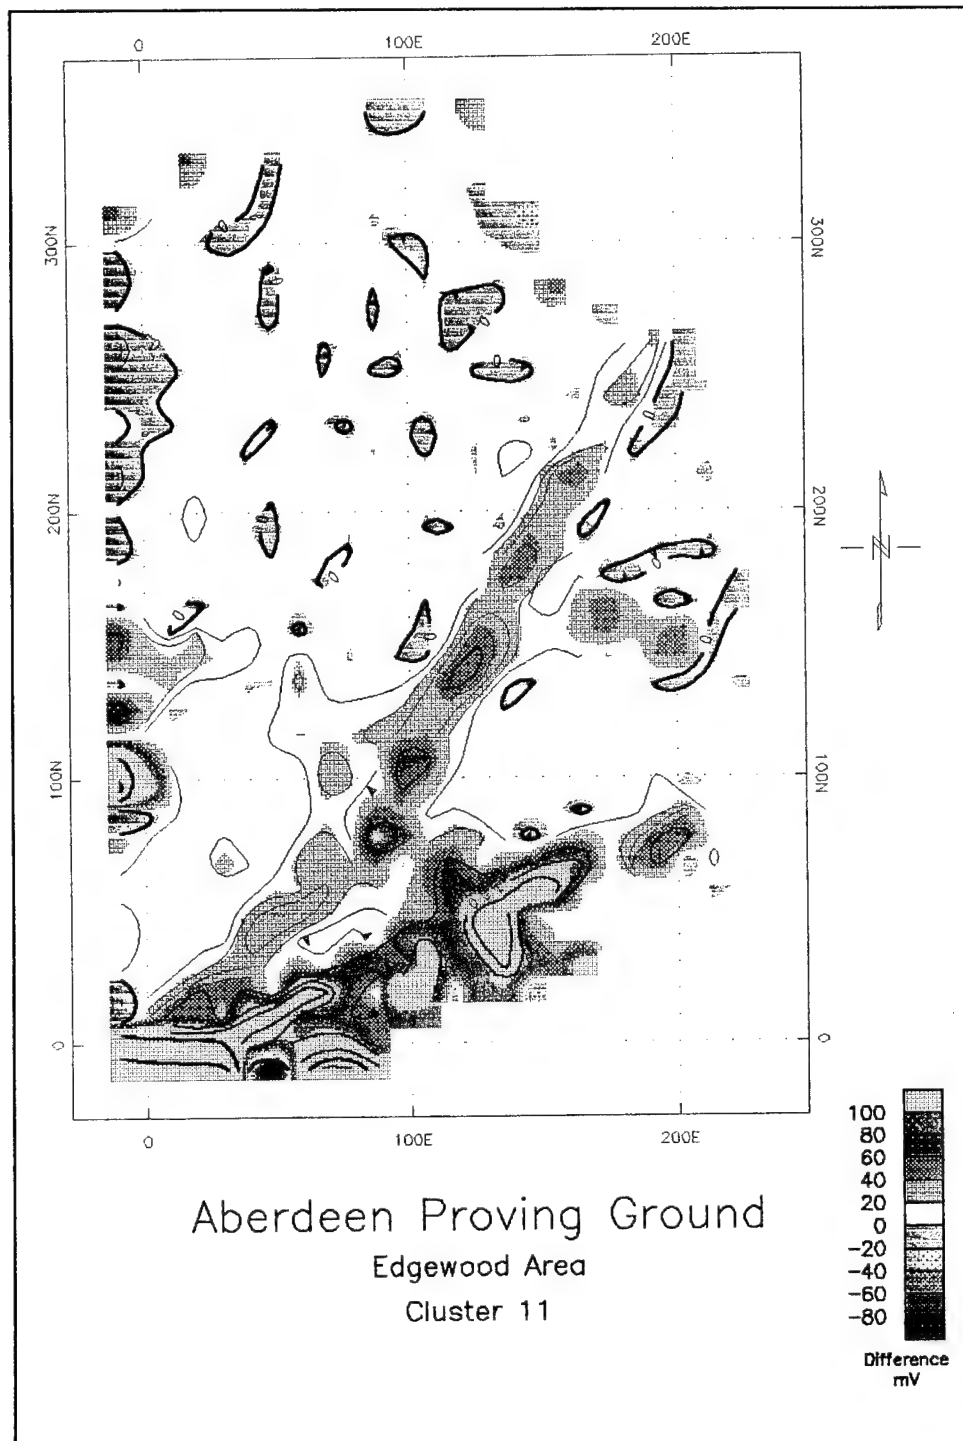 0 100E 200E
300N 300N
200N 200N
100N 100N
0 0
0 100E 200E
100
80
60
40
20
0
-20
-40
-60
-80
Difference
mV
Aberdeen Proving Ground
Edgewood Area
Cluster 11